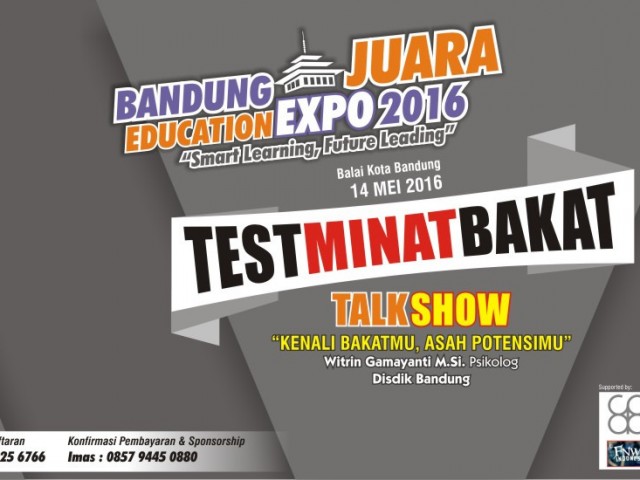 BANDUNG JUARA
EDUCATION EXPO 2016
"Smart Learning, Future Leading"
Balai Kota Bandung
14 MEI 2016
TESTMINATBAKAT
TALKSHOW
"KENALI BAKATMU, ASAH POTENSIMU"
Witrin Gamayanti M.Si. Psikolog
Disdik Bandung
Supported by:
ftaran
25 6766
Konfirmasi Pembayaran & Sponsorship
Imas : 0857 9445 0880